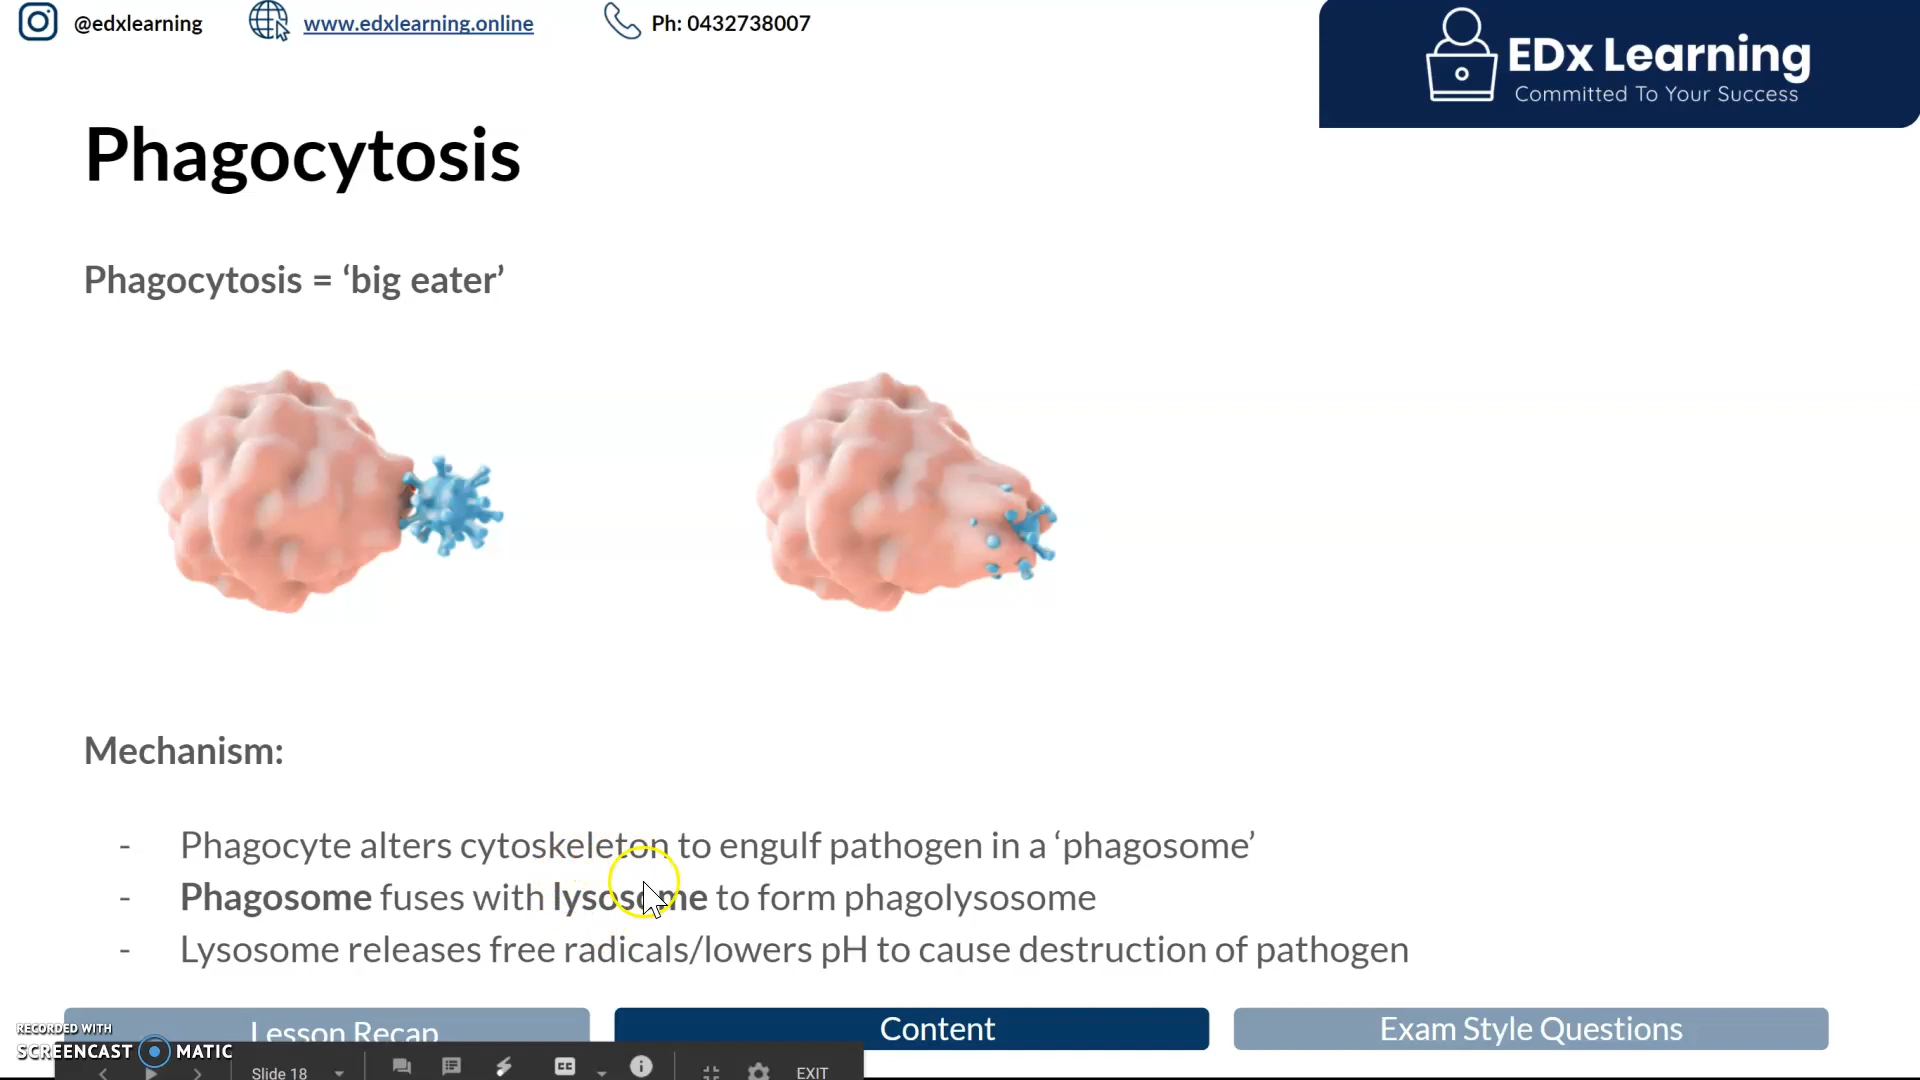 @edxlearning
www.edxlearning.online
Ph: 0432738007
EDx Learning
Committed To Your Success
Phagocytosis
Phagocytosis = ‘big eater’
Mechanism:
- Phagocyte alters cytoskeleton to engulf pathogen in a ‘phagosome’
- Phagosome fuses with lysosome to form phagolysosome
- Lysosome releases free radicals/lowers pH to cause destruction of pathogen
Lesson Recap
Content
Exam Style Questions
RECORDED WITH
SCREENCAST MATIC
Slide 18
CC
EXIT